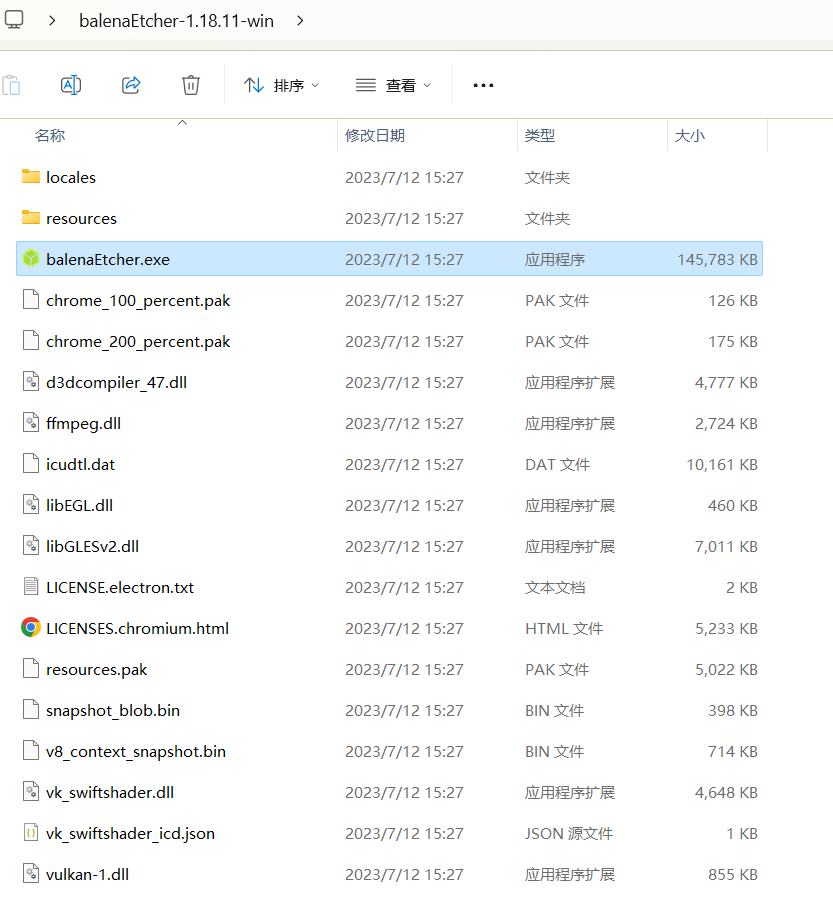 balenaEtcher-1.18.11-win
排序 查看
名称 修改日期 类型 大小
locales 2023/7/12 15:27 文件夹
resources 2023/7/12 15:27 文件夹
balenaEtcher.exe 2023/7/12 15:27 应用程序 145,783 KB
chrome_100_percent.pak 2023/7/12 15:27 PAK 文件 126 KB
chrome_200_percent.pak 2023/7/12 15:27 PAK 文件 175 KB
d3dcompiler_47.dll 2023/7/12 15:27 应用程序扩展 4,777 KB
ffmpeg.dll 2023/7/12 15:27 应用程序扩展 2,724 KB
icudtl.dat 2023/7/12 15:27 DAT 文件 10,161 KB
libEGL.dll 2023/7/12 15:27 应用程序扩展 460 KB
libGLESv2.dll 2023/7/12 15:27 应用程序扩展 7,011 KB
LICENSE.electron.txt 2023/7/12 15:27 文本文档 2 KB
LICENSES.chromium.html 2023/7/12 15:27 HTML 文件 5,233 KB
resources.pak 2023/7/12 15:27 PAK 文件 5,022 KB
snapshot_blob.bin 2023/7/12 15:27 BIN 文件 398 KB
v8_context_snapshot.bin 2023/7/12 15:27 BIN 文件 714 KB
vk_swiftshader.dll 2023/7/12 15:27 应用程序扩展 4,648 KB
vk_swiftshader_icd.json 2023/7/12 15:27 JSON 源文件 1 KB
vulkan-1.dll 2023/7/12 15:27 应用程序扩展 855 KB